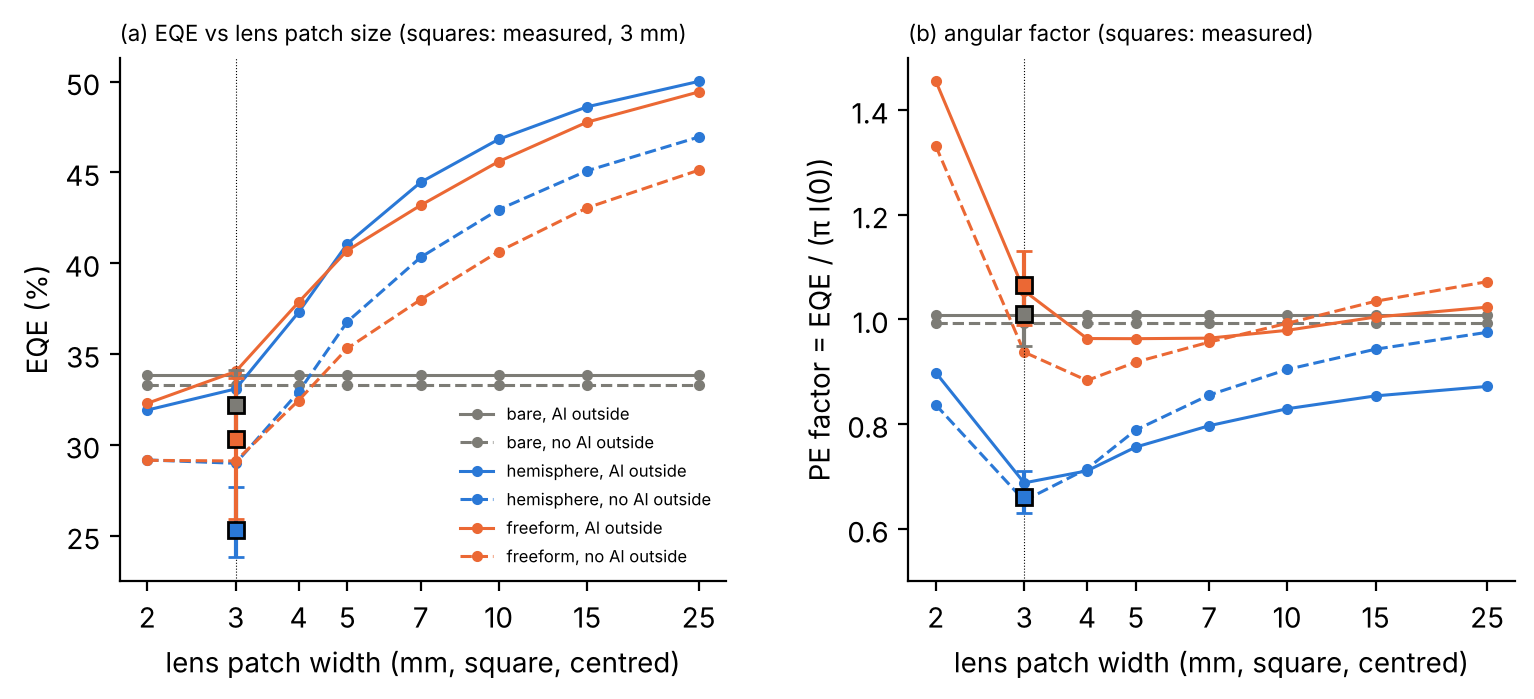 (a) EQE vs lens patch size (squares: measured, 3 mm)
EQE (%)
50
45
40
35
30
25
bare, Al outside
bare, no Al outside
hemisphere, Al outside
hemisphere, no Al outside
freeform, Al outside
freeform, no Al outside
2 3 4 5 7 10 15 25
lens patch width (mm, square, centred)
(b) angular factor (squares: measured)
PE factor = EQE / (π I(0))
1.4
1.2
1.0
0.8
0.6
2 3 4 5 7 10 15 25
lens patch width (mm, square, centred)